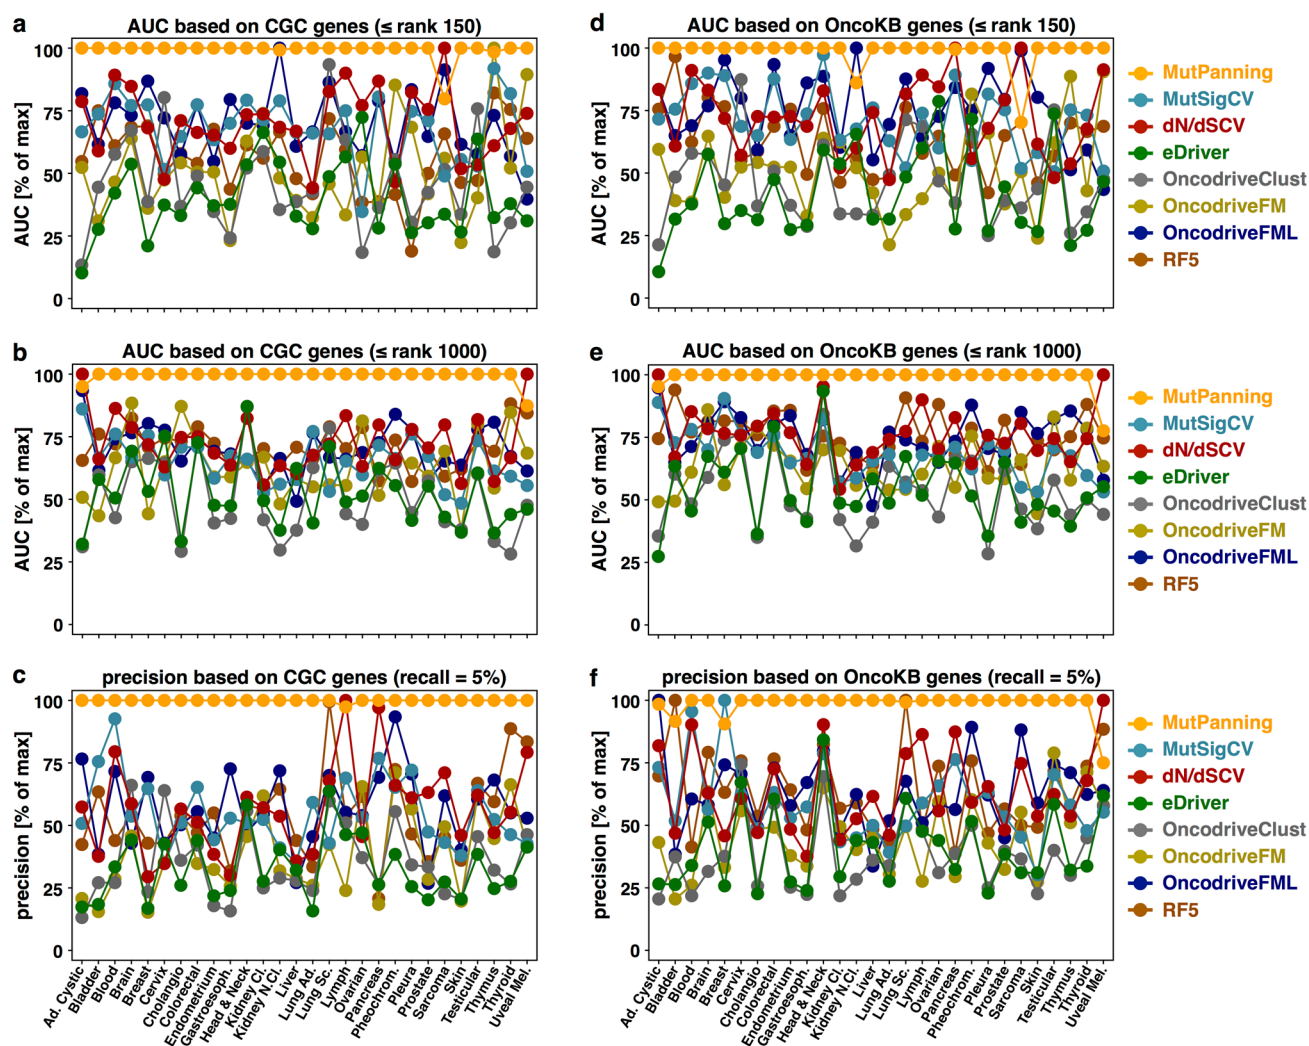 a
AUC based on CGC genes (≤ rank 150)
AUC [% of max]
100
75
50
25
0
b
AUC based on CGC genes (≤ rank 1000)
AUC [% of max]
100
75
50
25
0
c
precision based on CGC genes (recall = 5%)
precision [% of max]
100
75
50
25
0
Ad. Cystic
Bladder
Blood
Brain
Breast
Cervix
Cholangio
Colorectal
Endometrium
Gastroesoph.
Head & Neck
Kidney Cl.
Kidney N.Cl.
Liver
Lung Ad.
Lung Sc.
Lymph
Ovarian
Pancreas
Pheochrom.
Pleura
Prostate
Sarcoma
Skin
Testicular
Thymus
Thyroid
Uveal Mel.
d
AUC based on OncoKB genes (≤ rank 150)
AUC [% of max]
100
75
50
25
0
MutPanning
MutSigCV
dN/dSCV
eDriver
OncodriveClust
OncodriveFM
OncodriveFML
RF5
e
AUC based on OncoKB genes (≤ rank 1000)
AUC [% of max]
100
75
50
25
0
MutPanning
MutSigCV
dN/dSCV
eDriver
OncodriveClust
OncodriveFM
OncodriveFML
RF5
f
precision based on OncoKB genes (recall = 5%)
precision [% of max]
100
75
50
25
0
MutPanning
MutSigCV
dN/dSCV
eDriver
OncodriveClust
OncodriveFM
OncodriveFML
RF5
Ad. Cystic
Bladder
Blood
Brain
Breast
Cervix
Cholangio
Colorectal
Endometrium
Gastroesoph.
Head & Neck
Kidney Cl.
Kidney N.Cl.
Liver
Lung Ad.
Lung Sc.
Lymph
Ovarian
Pancreas
Pheochrom.
Pleura
Prostate
Sarcoma
Skin
Testicular
Thymus
Thyroid
Uveal Mel.